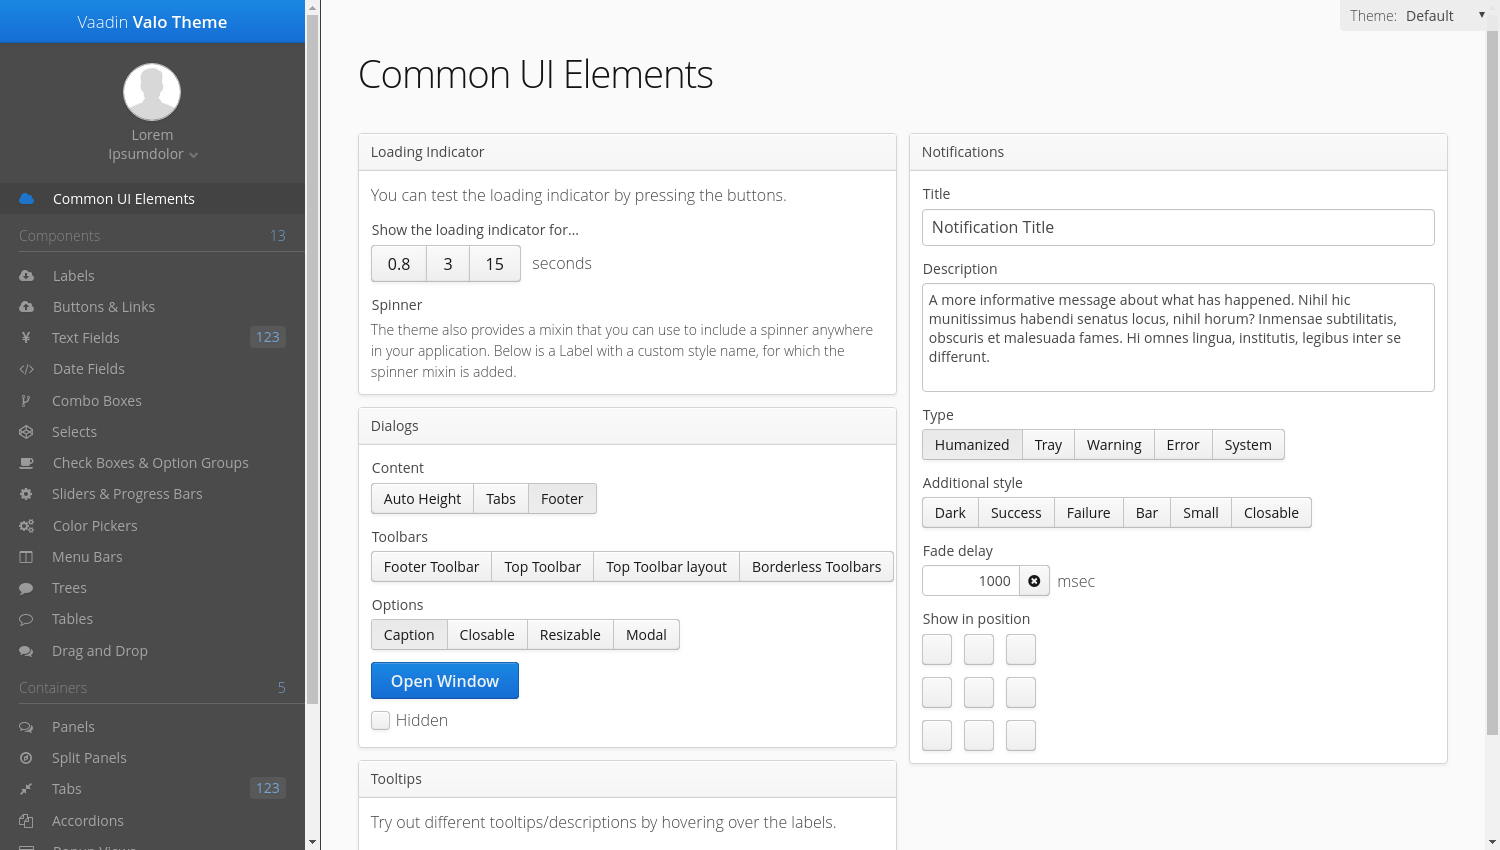 Vaadin Valo Theme
Lorem
Ipsumdolor
Common UI Elements
Components 13
Labels
Buttons & Links
Text Fields 123
Date Fields
Combo Boxes
Selects
Check Boxes & Option Groups
Sliders & Progress Bars
Color Pickers
Menu Bars
Trees
Tables
Drag and Drop
Containers 5
Panels
Split Panels
Tabs 123
Accordions
Popup Views
Theme: Default
Common UI Elements
Loading Indicator
You can test the loading indicator by pressing the buttons.
Show the loading indicator for...
0.8 3 15 seconds
Spinner
The theme also provides a mixin that you can use to include a spinner anywhere
in your application. Below is a Label with a custom style name, for which the
spinner mixin is added.
Dialogs
Content
Auto Height Tabs Footer
Toolbars
Footer Toolbar Top Toolbar Top Toolbar layout Borderless Toolbars
Options
Caption Closable Resizable Modal
Open Window
Hidden
Tooltips
Try out different tooltips/descriptions by hovering over the labels.
Notifications
Title
Notification Title
Description
A more informative message about what has happened. Nihil hic
munitissimus habendi senatus locus, nihil horum? Inmensae subtilitatis,
obscuris et malesuada fames. Hi omnes lingua, institutis, legibus inter se
differunt.
Type
Humanized Tray Warning Error System
Additional style
Dark Success Failure Bar Small Closable
Fade delay
1000 msec
Show in position